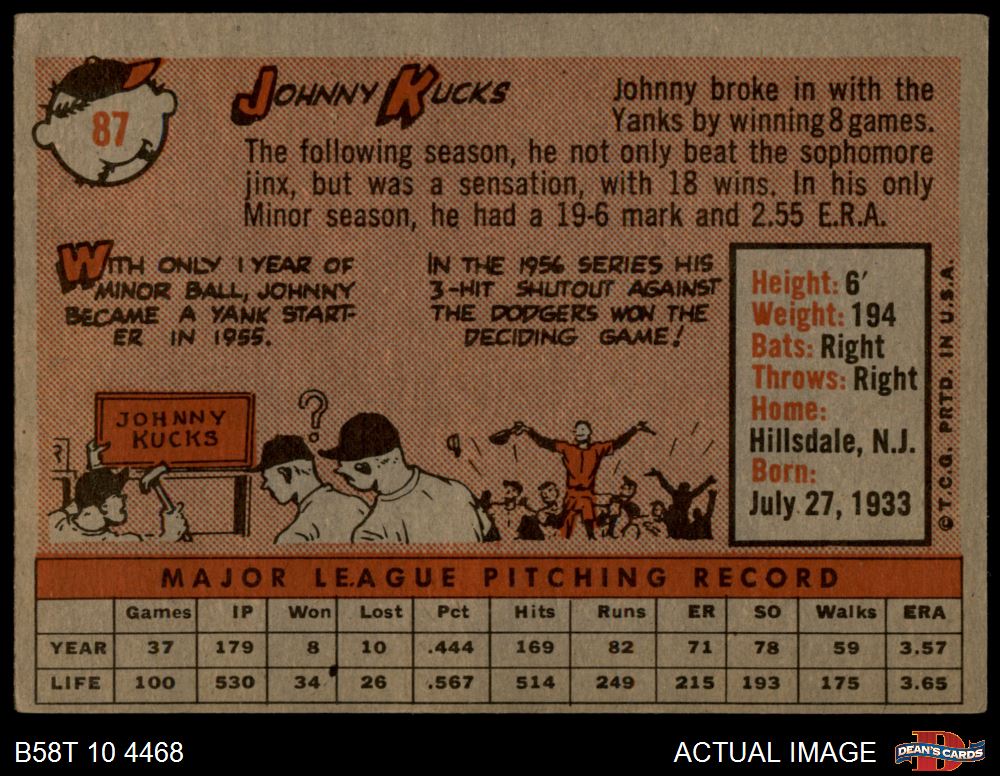 87
JOHNNY KUCKS
Johnny broke in with the
Yanks by winning 8 games.
The following season, he not only beat the sophomore
jinx, but was a sensation, with 18 wins. In his only
Minor season, he had a 19-6 mark and 2.55 E.R.A.
WITH ONLY 1 YEAR OF
MINOR BALL, JOHNNY
BECAME A YANK START-
ER IN 1955.
IN THE 1956 SERIES HIS
3-HIT SHUTOUT AGAINST
THE DODGERS WON THE
DECIDING GAME!
JOHNNY
KUCKS
?
Height: 6'
Weight: 194
Bats: Right
Throws: Right
Home:
Hillsdale, N.J.
Born:
July 27, 1933
© T.C.G. PRTD. IN U.S.A.
MAJOR LEAGUE PITCHING RECORD
Games IP Won Lost Pct Hits Runs ER SO Walks ERA
YEAR 37 179 8 10 .444 169 82 71 78 59 3.57
LIFE 100 530 34 26 .567 514 249 215 193 175 3.65
B58T 10 4468
ACTUAL IMAGE
DEAN'S CARDS